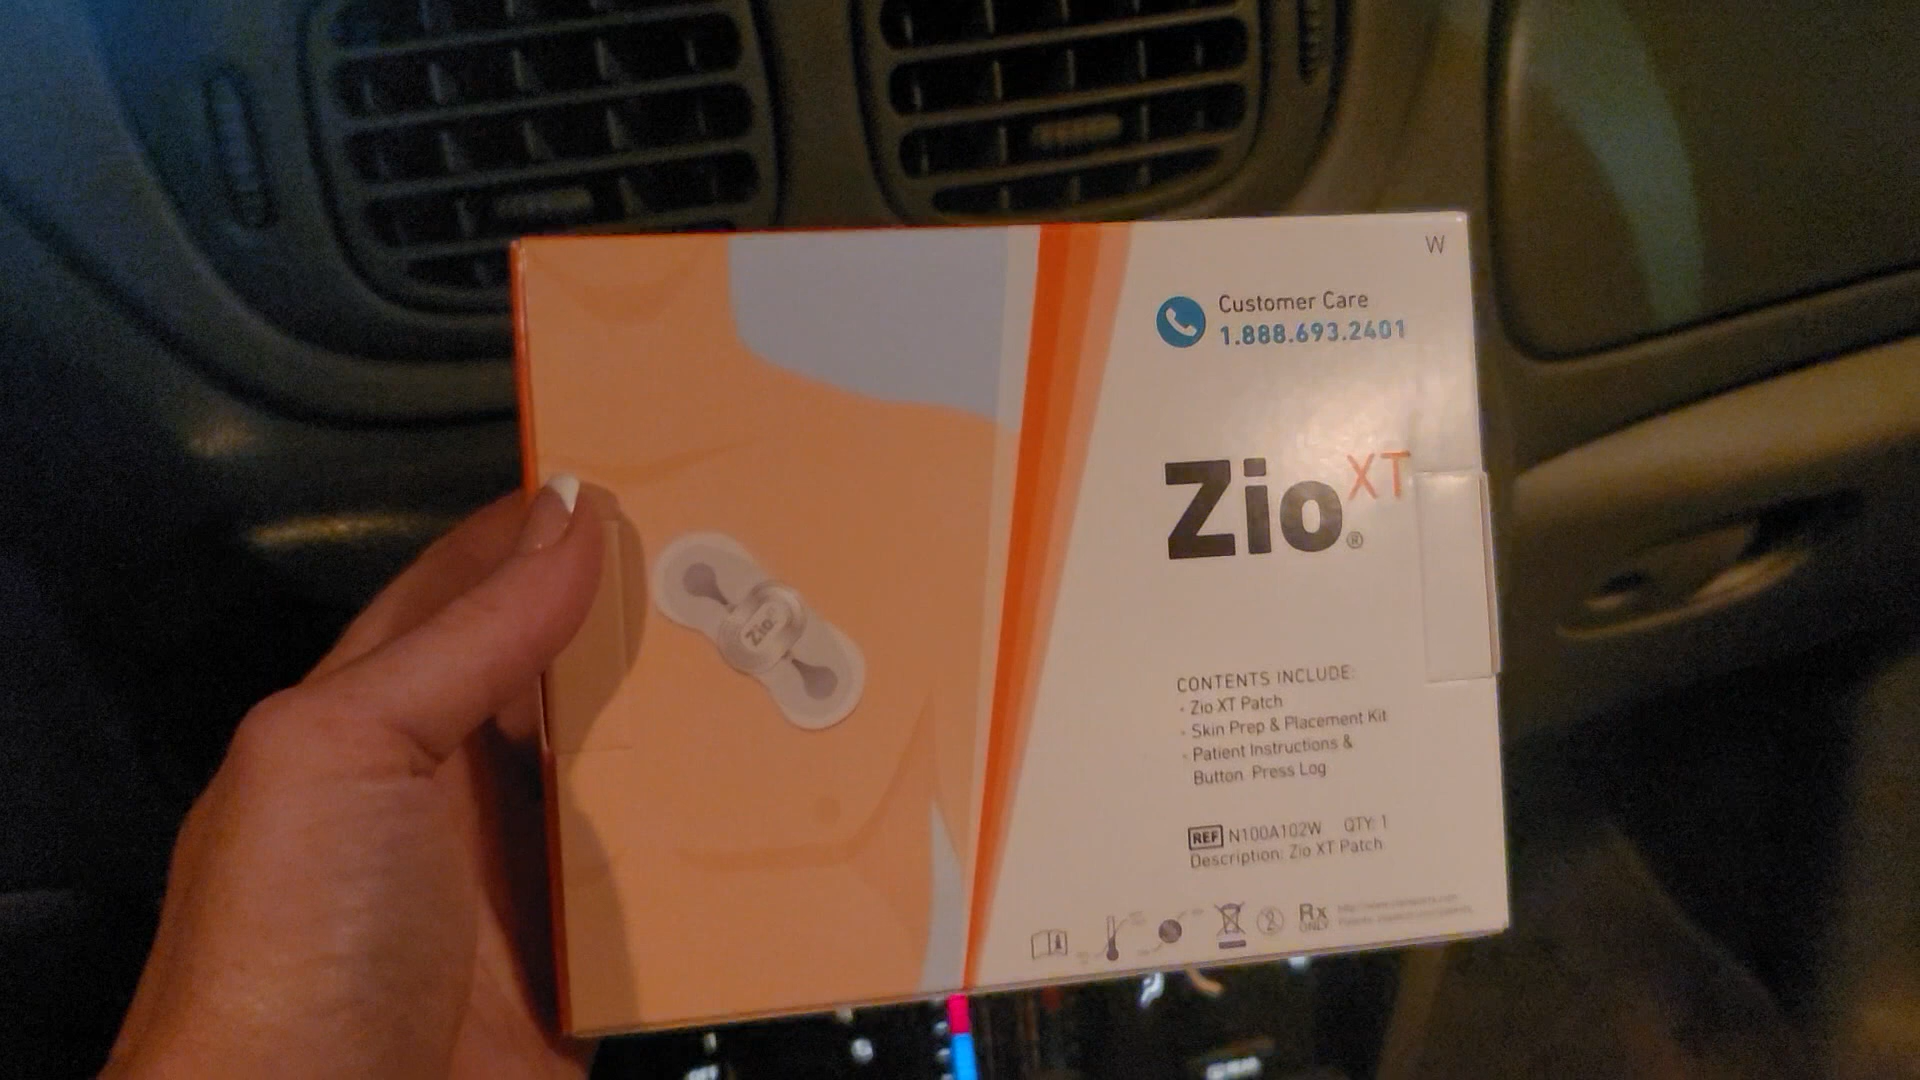 W
Customer Care
1.888.693.2401
Zio XT
®
Zio
CONTENTS INCLUDE:
- Zio XT Patch
- Skin Prep & Placement Kit
- Patient Instructions &
Button Press Log
REF N100A102W QTY: 1
Description: Zio XT Patch
Rx
ONLY